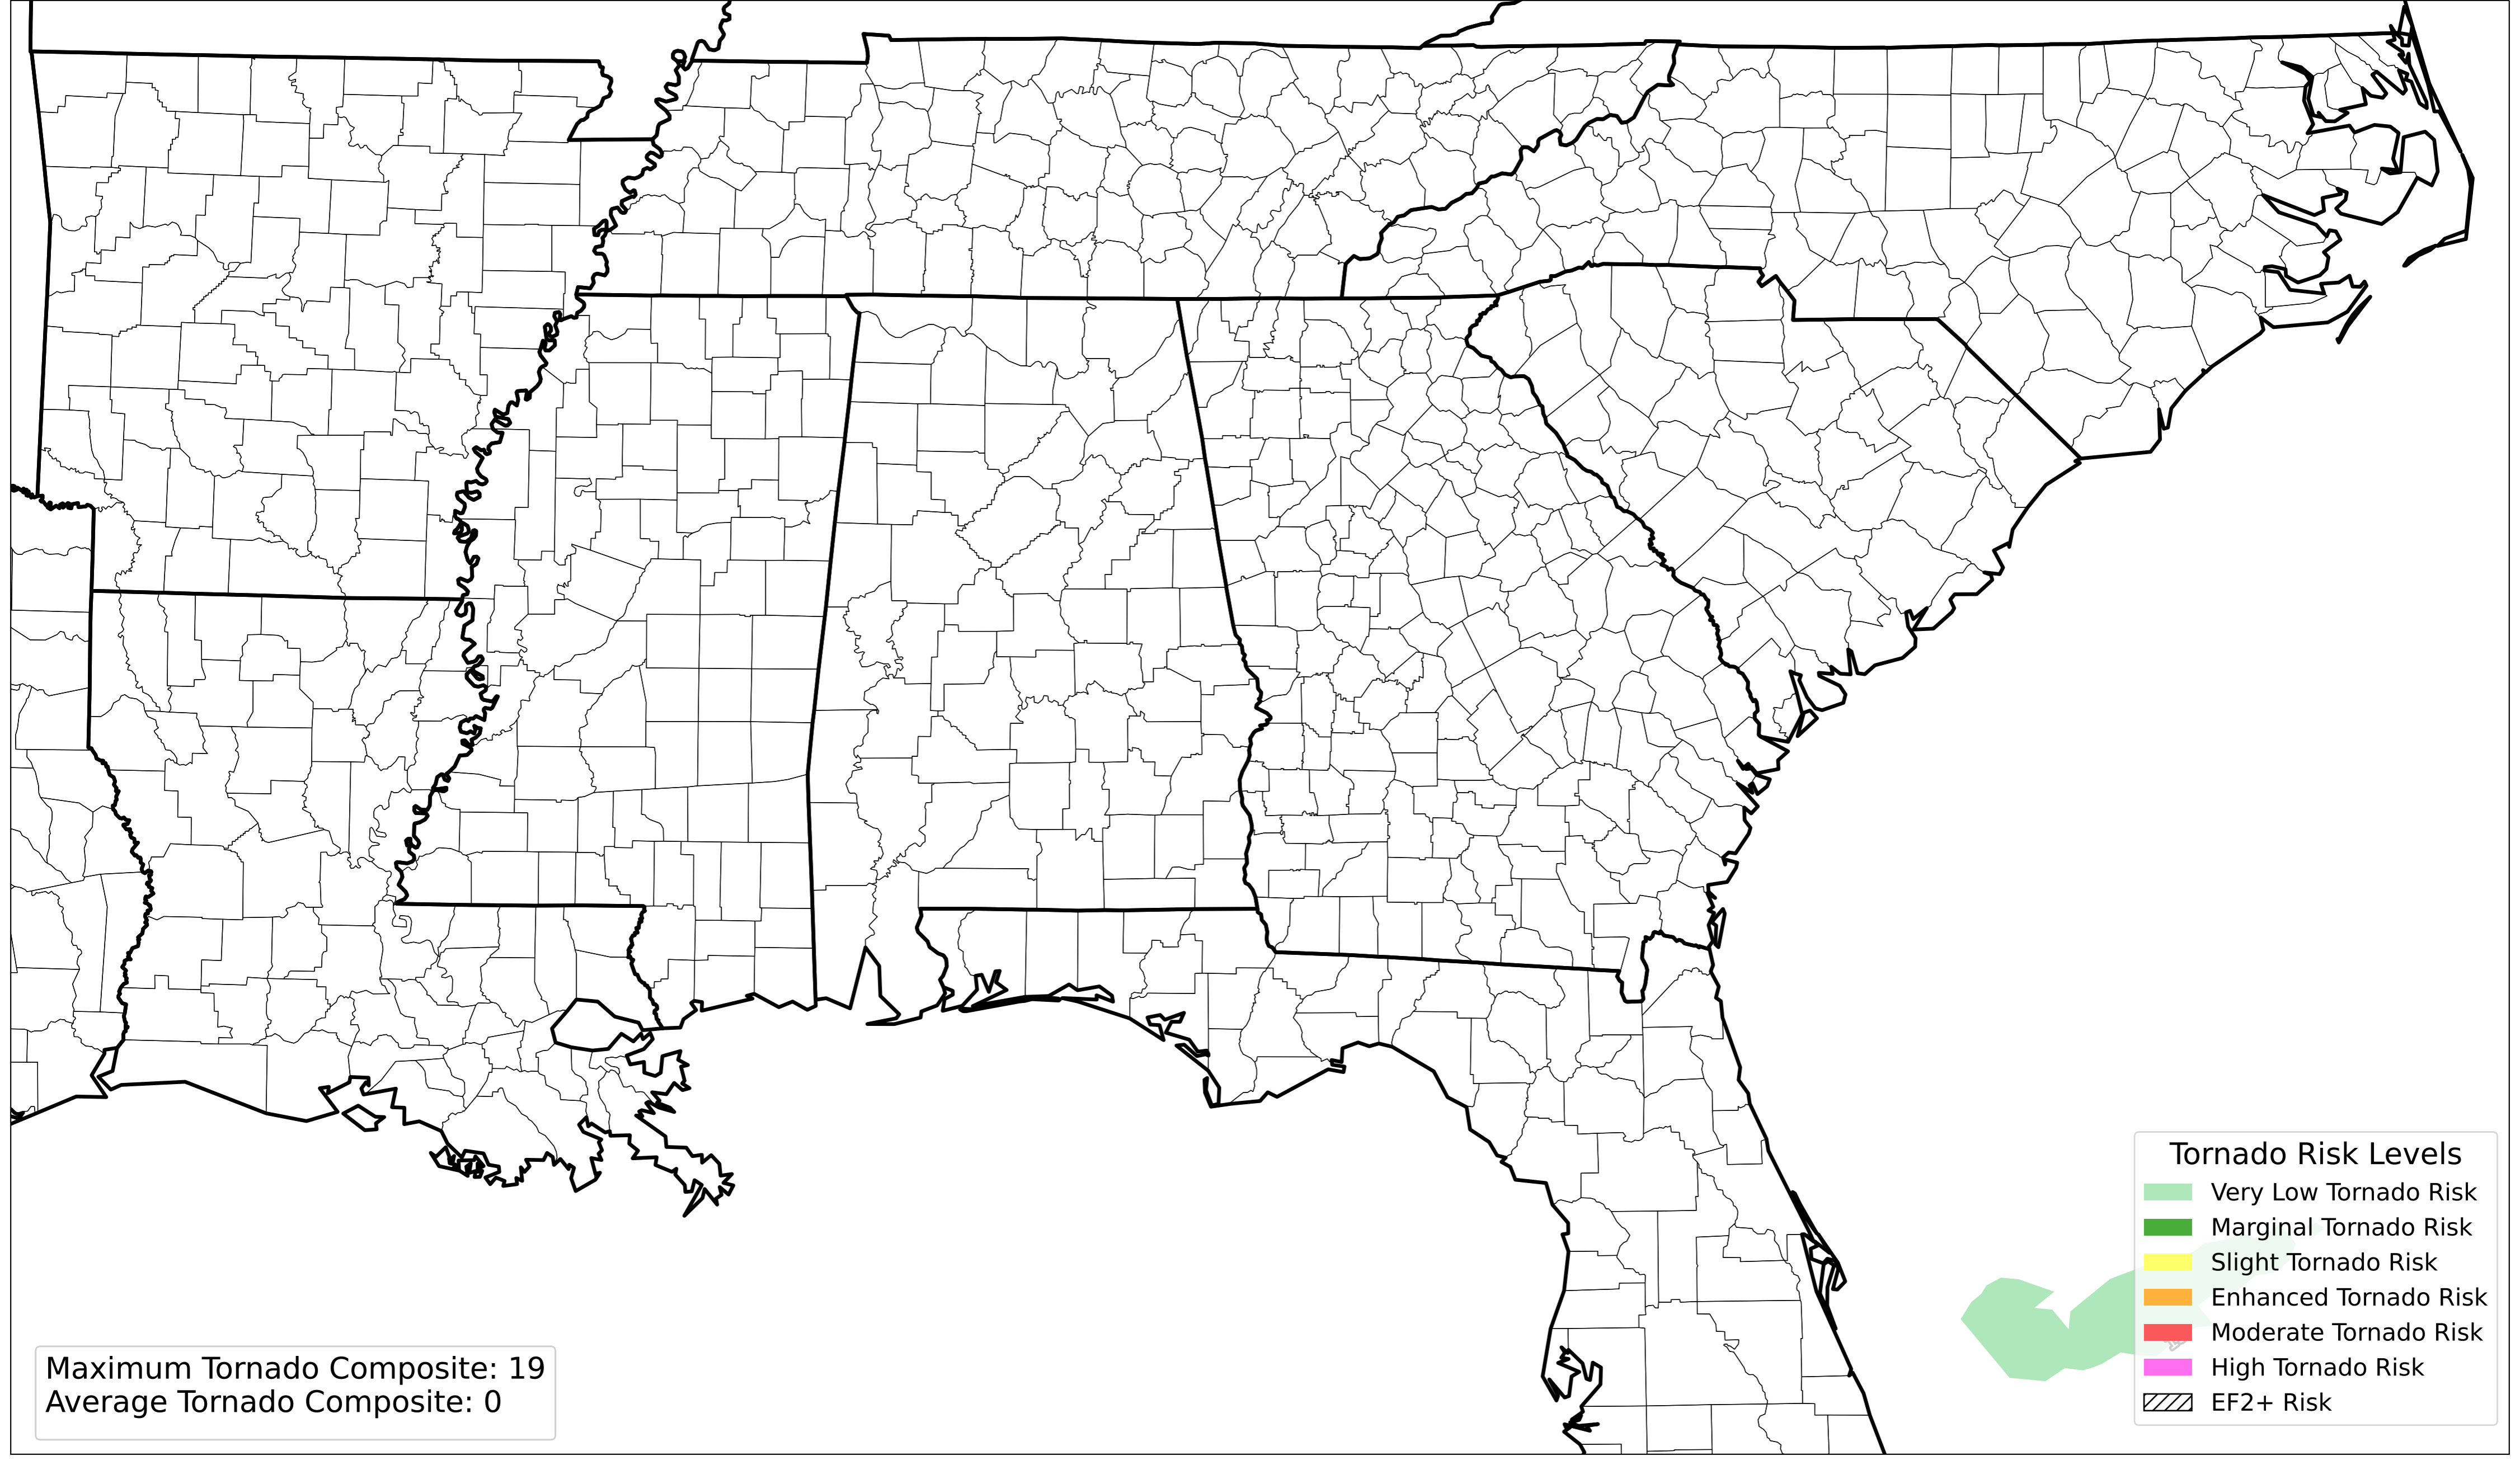 Tornado Risk Levels
Very Low Tornado Risk
Marginal Tornado Risk
Slight Tornado Risk
Enhanced Tornado Risk
Moderate Tornado Risk
High Tornado Risk
EF2+ Risk
Maximum Tornado Composite: 19
Average Tornado Composite: 0